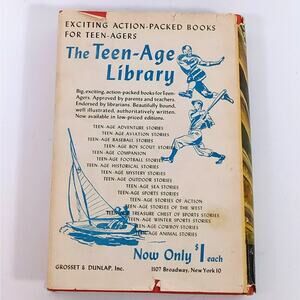 EXCITING ACTION-PACKED BOOKS
FOR TEEN-AGERS
The Teen-Age
Library
Big, exciting, action-packed books for Teen-
Agers. Approved by parents and teachers.
Endorsed by librarians. Beautifully bound,
well illustrated, authoritatively written.
Now available in low-priced editions.
TEEN-AGE ADVENTURE STORIES
TEEN-AGE AVIATION STORIES
TEEN-AGE BASEBALL STORIES
TEEN-AGE BOY SCOUT STORIES
TEEN-AGE COMPANION
TEEN-AGE FOOTBALL STORIES
TEEN-AGE HISTORICAL STORIES
TEEN-AGE MYSTERY STORIES
TEEN-AGE OUTDOOR STORIES
TEEN-AGE SEA STORIES
TEEN-AGE SPORTS STORIES
TEEN-AGE STORIES OF ACTION
TEEN-AGE STORIES OF THE WEST
TEEN-AGE TREASURE CHEST OF SPORTS STORIES
TEEN-AGE WINTER SPORTS STORIES
TEEN-AGE COWBOY STORIES
TEEN-AGE ANIMAL STORIES
Now Only $1 each
GROSSET & DUNLAP, Inc. 1107 Broadway, New York 10